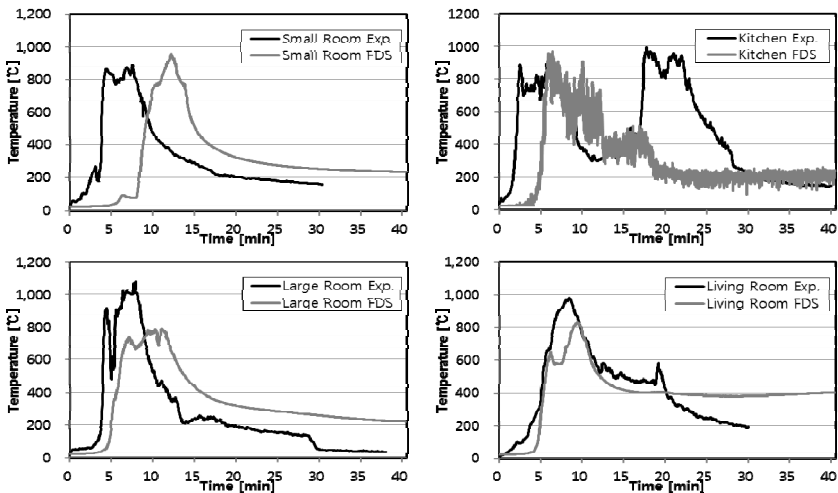 1,200
1,000
800
600
400
200
0
Temperature [℃]
Small Room Exp.
Small Room FDS
0 5 10 15 20 25 30 35 40
Time [min]
1,200
1,000
800
600
400
200
0
Temperature [℃]
Kitchen Exp.
Kitchen FDS
0 5 10 15 20 25 30 35 40
Time [min]
1,200
1,000
800
600
400
200
0
Temperature [℃]
Large Room Exp.
Large Room FDS
0 5 10 15 20 25 30 35 40
Time [min]
1,200
1,000
800
600
400
200
0
Temperature [℃]
Living Room Exp.
Living Room FDS
0 5 10 15 20 25 30 35 40
Time [min]